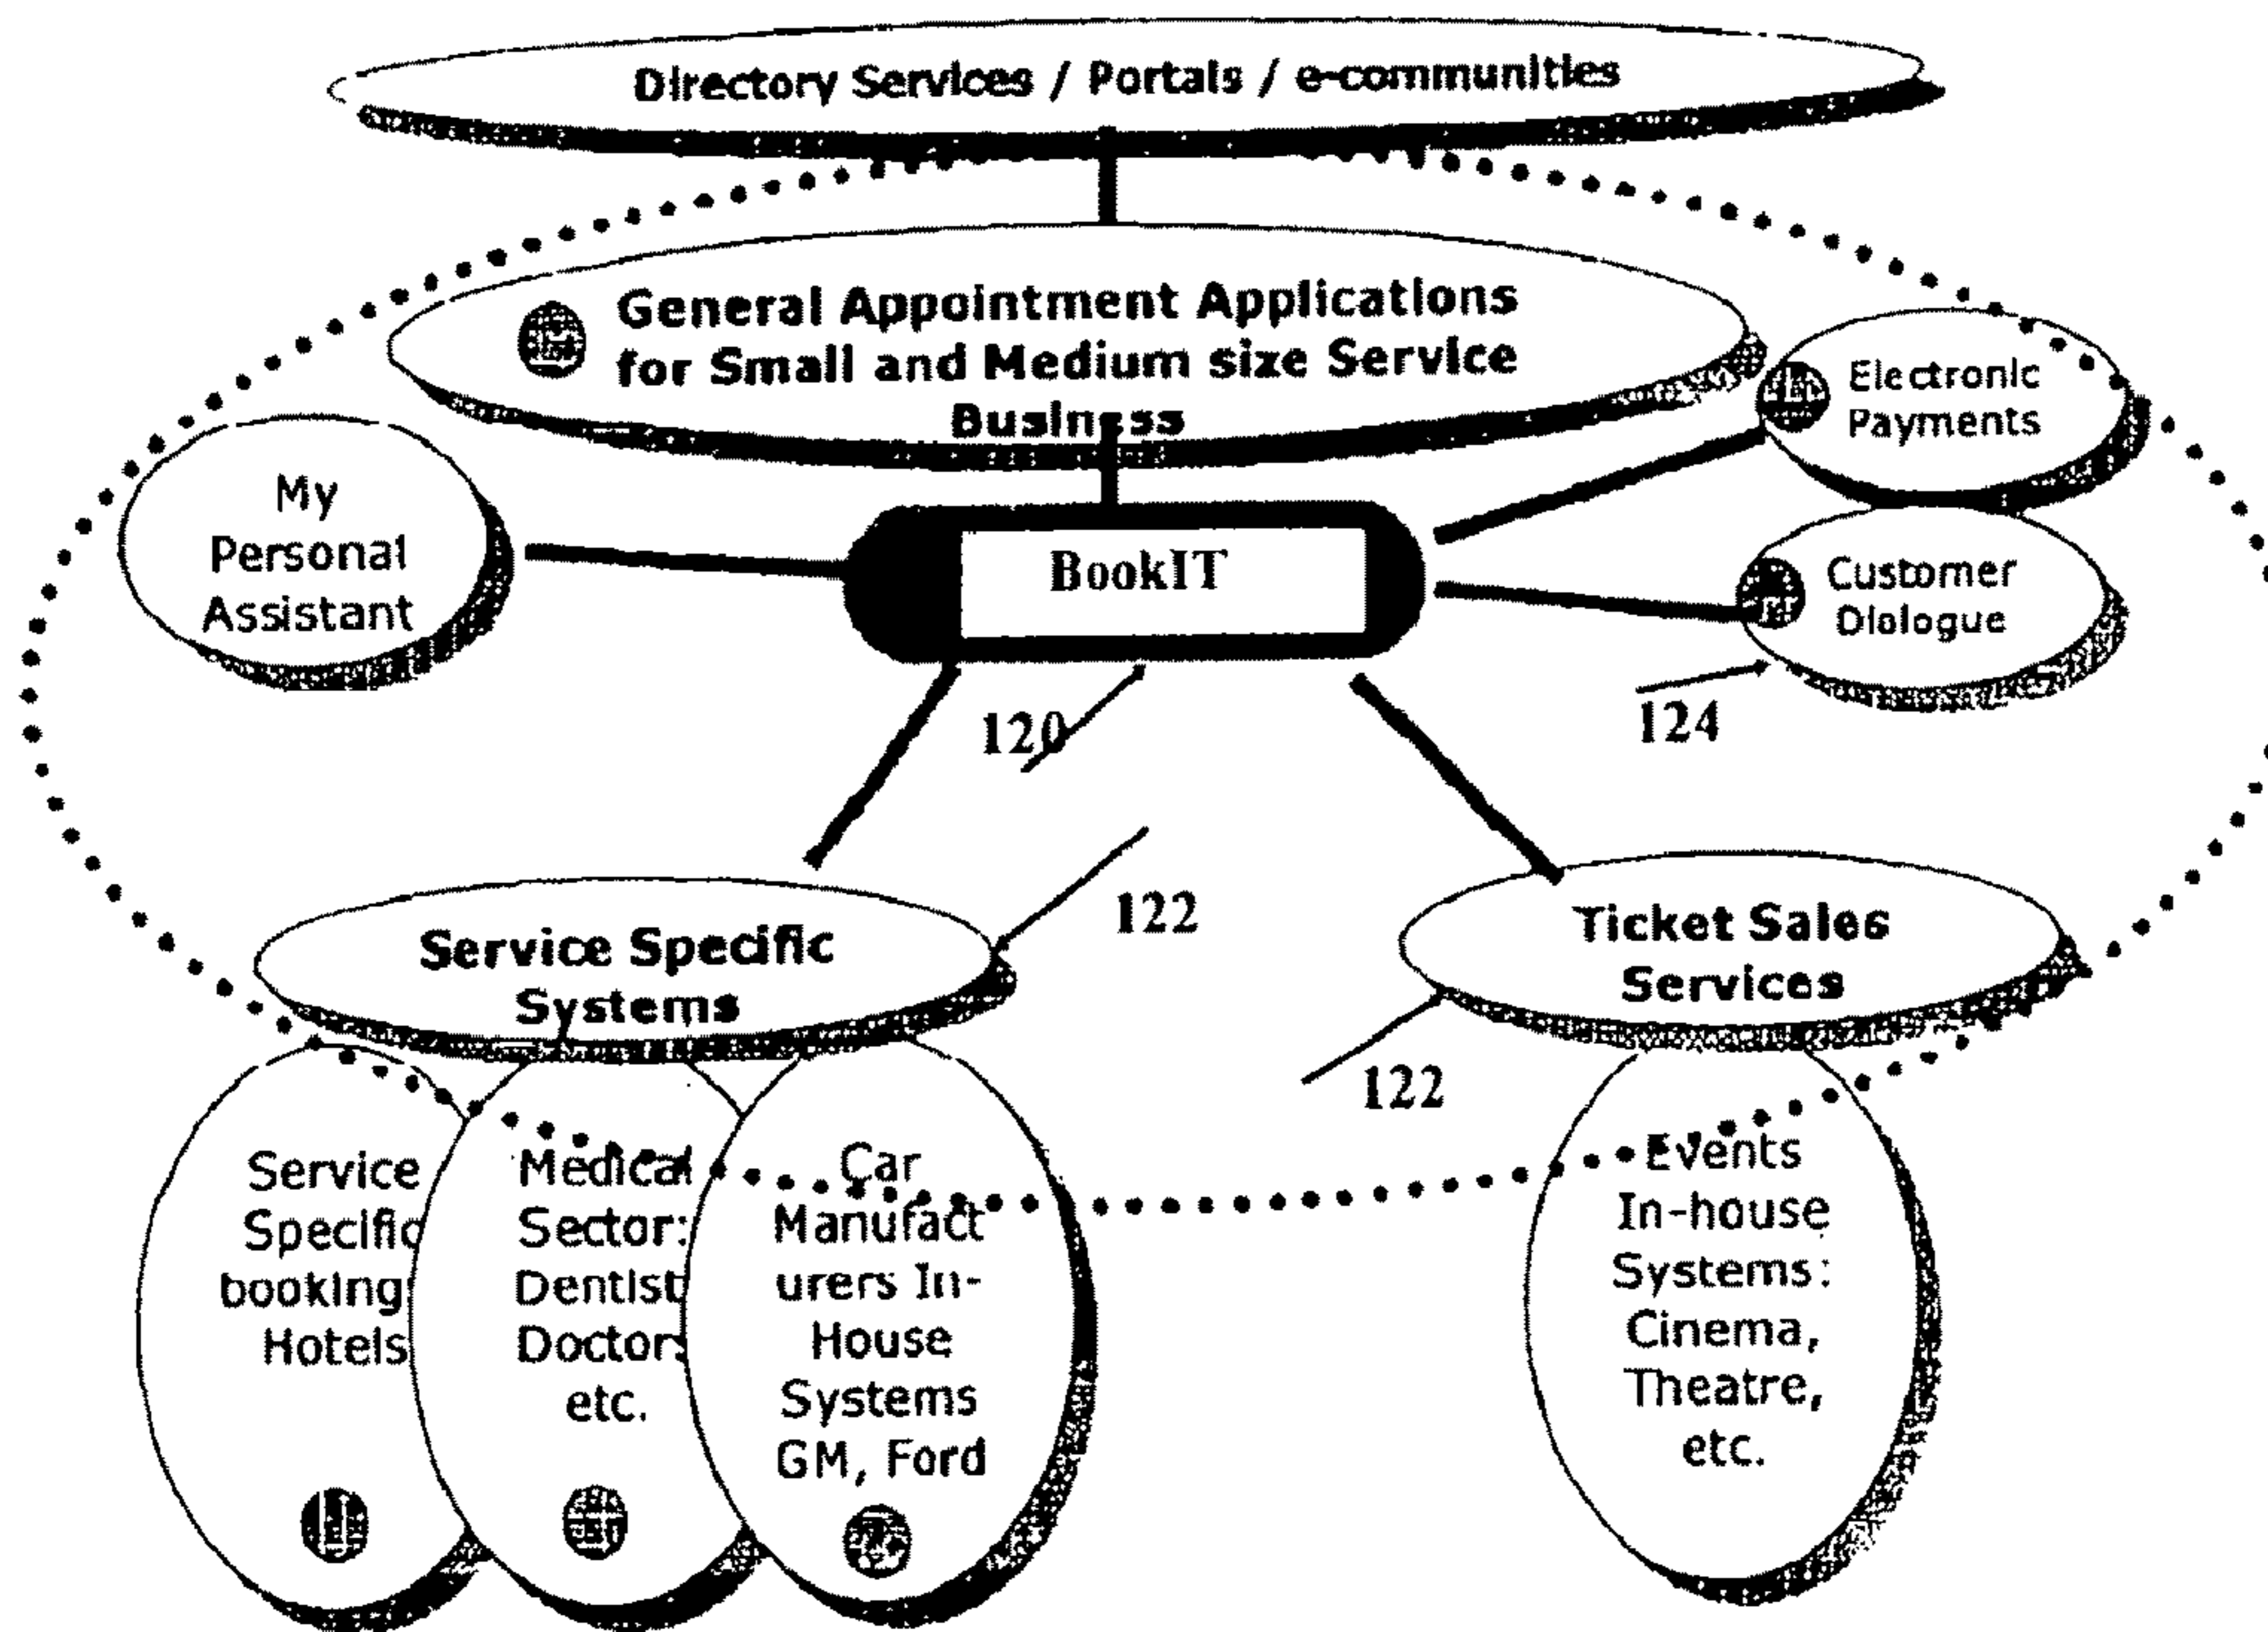 Directory Services / Portals / e-communities
General Appointment Applications
for Small and Medium size Service
Business
Electronic
Payments
My
Personal
Assistant
BookIT
Customer
Dialogue
120
124
122
Service Specific
Systems
Ticket Sales
Services
122
Service
Specific
booking
Hotels
Medical
Sector:
Dentist
Doctors
etc.
Car
Manufact
urers In-
House
Systems
GM, Ford
Events
In-house
Systems:
Cinema,
Theatre,
etc.